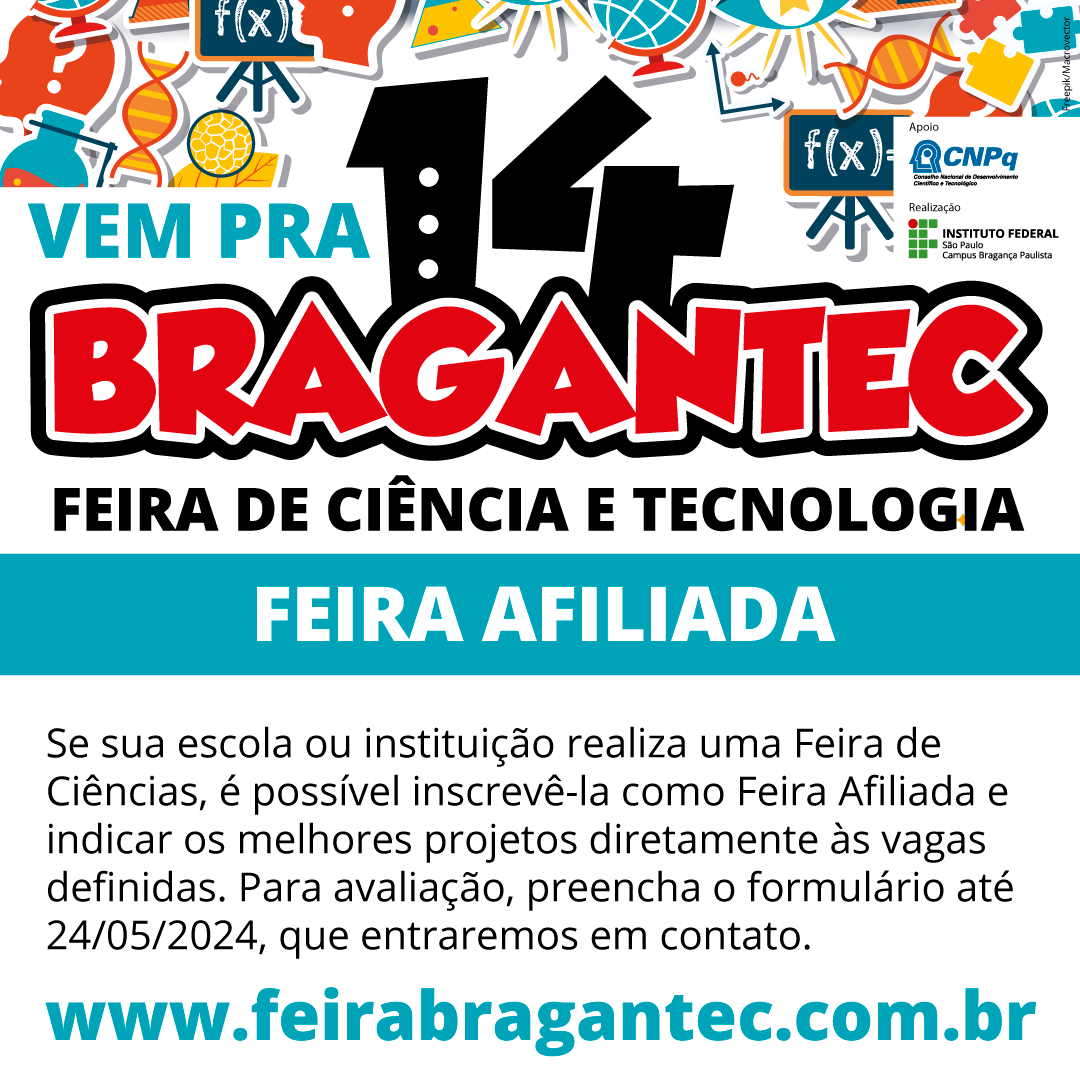 f(x)
Freepik/Macrovector
14
f(x)=
Apoio
CNPq
Conselho Nacional de Desenvolvimento
Científico e Tecnológico
Realização
INSTITUTO FEDERAL
São Paulo
Campus Bragança Paulista
VEM PRA
BRAGANTEC
FEIRA DE CIÊNCIA E TECNOLOGIA
FEIRA AFILIADA
Se sua escola ou instituição realiza uma Feira de
Ciências, é possível inscrevê-la como Feira Afiliada e
indicar os melhores projetos diretamente às vagas
definidas. Para avaliação, preencha o formulário até
24/05/2024, que entraremos em contato.
www.feirabragantec.com.br